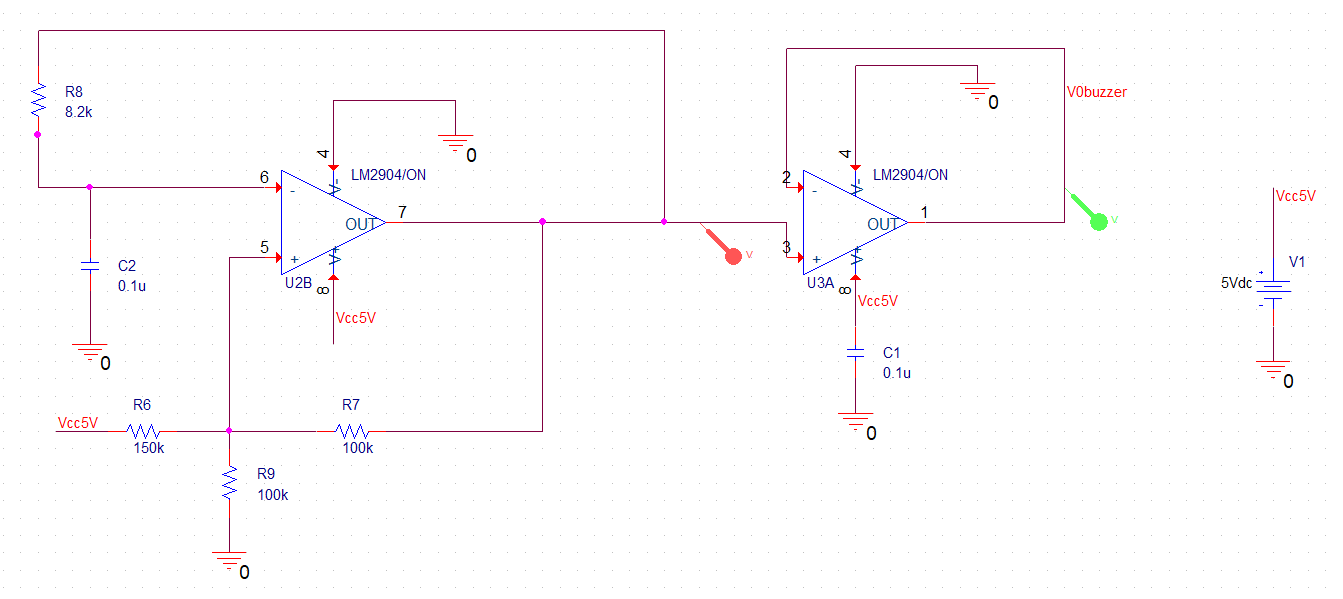 R8
8.2k
4
LM2904/ON
0
6
-
V-
7
OUT
5
+
V+
U2B
8
Vcc5V
C2
0.1u
0
R6
Vcc5V
150k
R7
100k
R9
100k
0
V
4
LM2904/ON
0
V0buzzer
2
-
V-
1
OUT
3
+
V+
U3A
8
Vcc5V
V
C1
0.1u
0
Vcc5V
V1
5Vdc
+
-
0